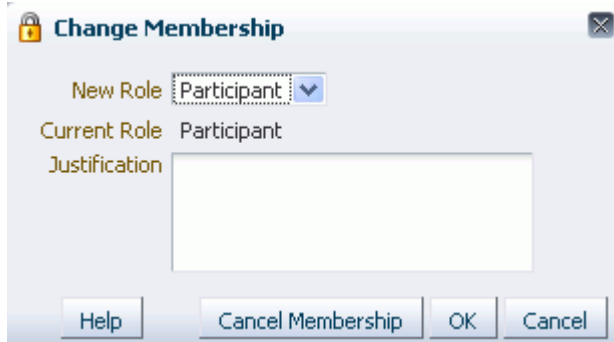 Change Membership
New Role Participant
Current Role Participant
Justification
Help Cancel Membership OK Cancel